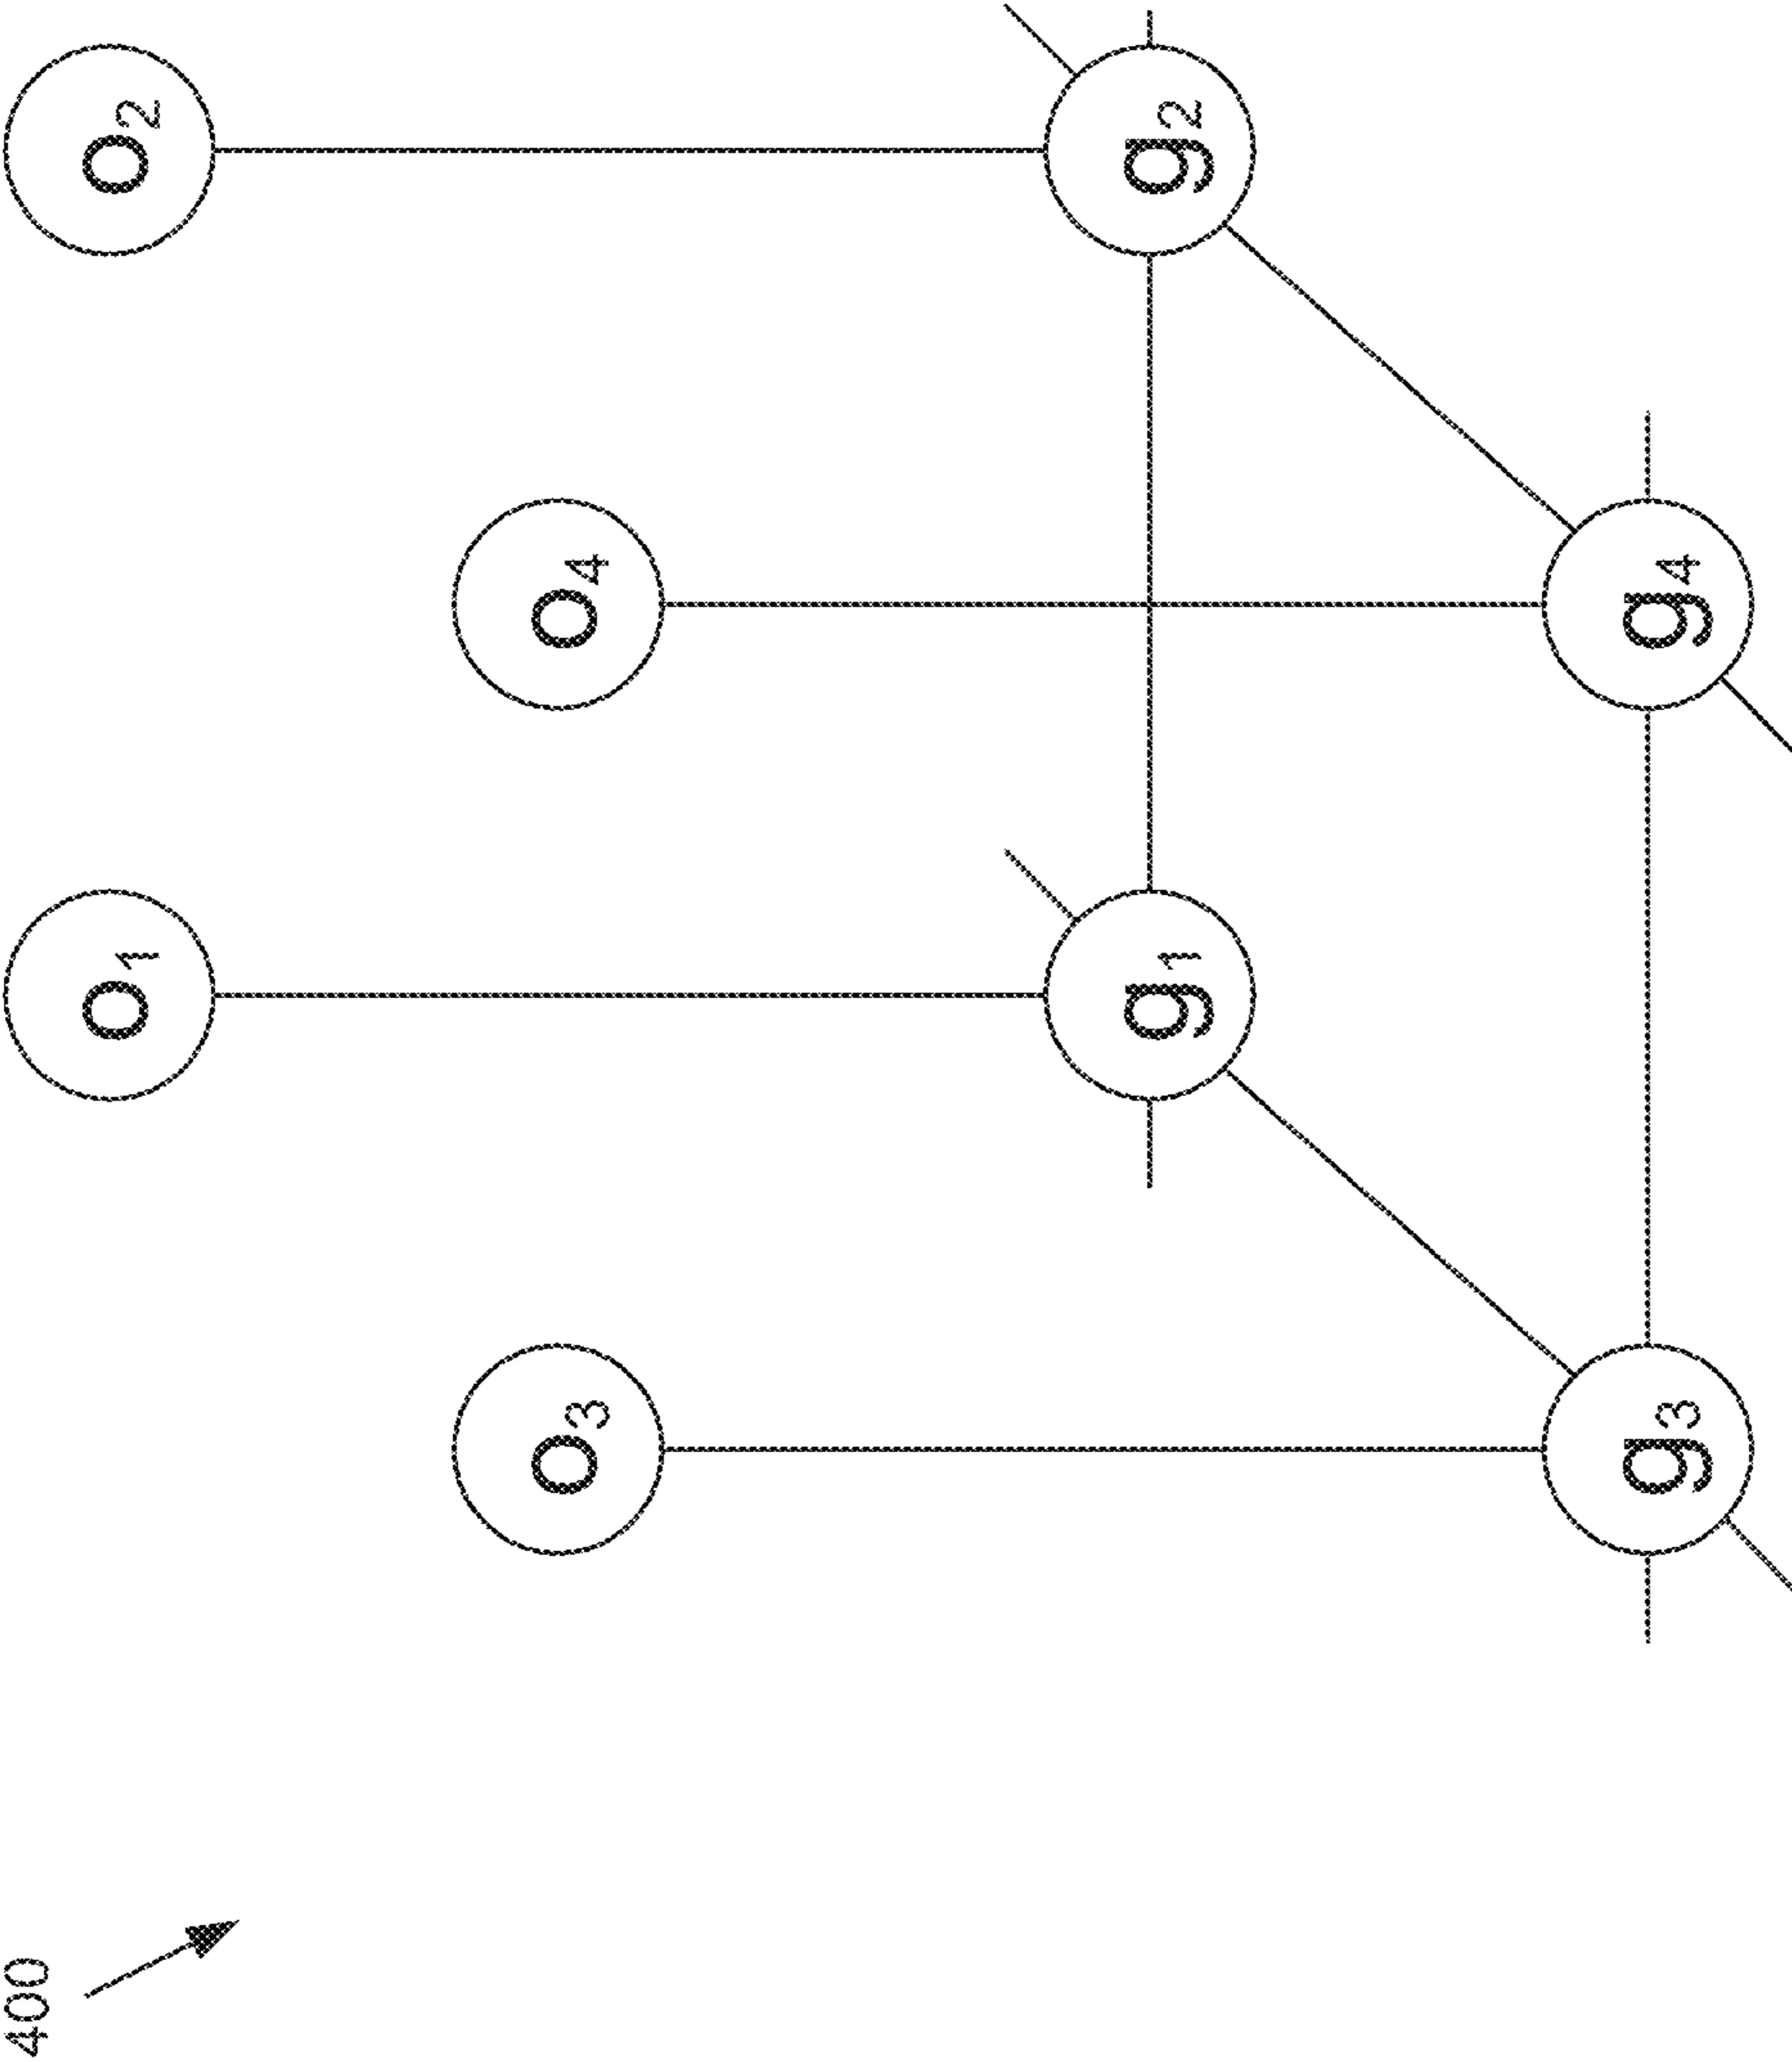 400
o₁ o₂
o₃ o₄
g₁ g₂
g₃ g₄